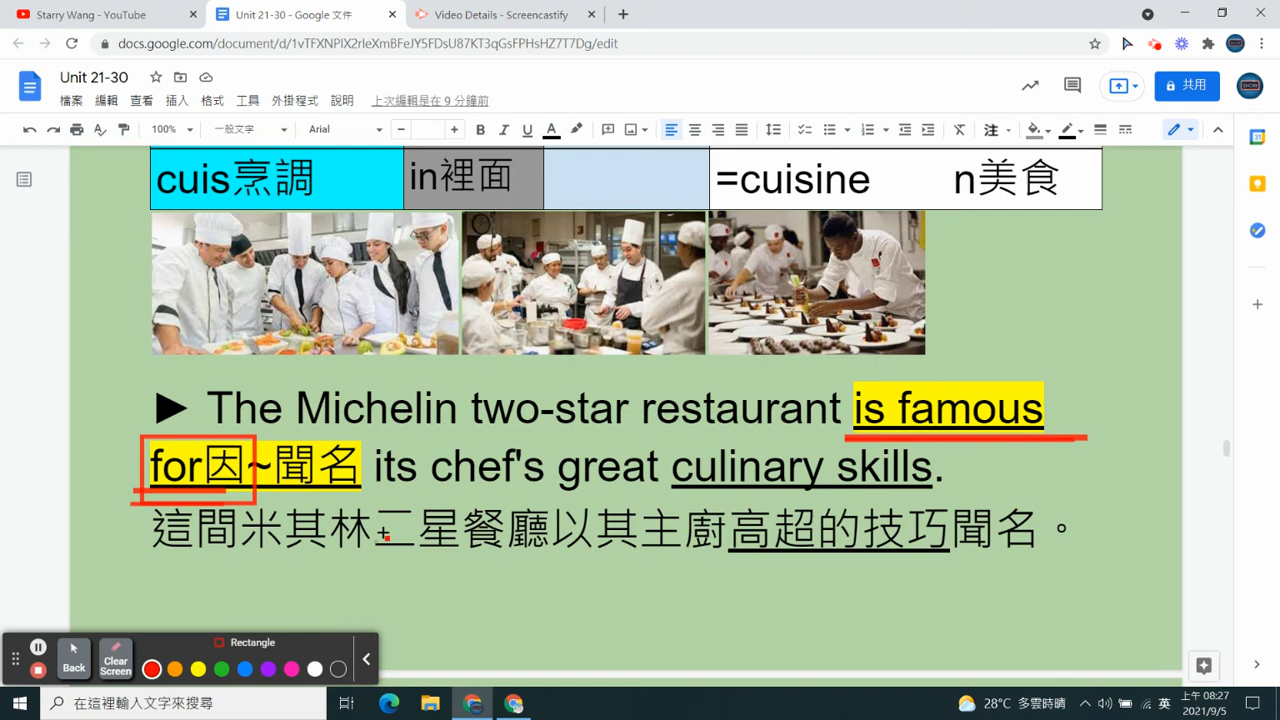 Starry Wang - YouTube
Unit 21-30 - Google 文件
Video Details - Screencastify
docs.google.com/document/d/1vTFXNPlX2rIeXmBFeJY5FDsU87KT3qGsFPHsHZ7T7Dg/edit
Unit 21-30
檔案 編輯 查看 插入 格式 工具 外掛程式 說明 上次編輯是在 9 分鐘前
共用
100% 一般文字 Arial B I U A 注
cuis烹調 in裡面 =cuisine n美食
► The Michelin two-star restaurant is famous
for因~聞名 its chef's great culinary skills.
這間米其林二星餐廳以其主廚高超的技巧聞名。
Rectangle
Back Clear Screen
在這裡輸入文字來搜尋
28°C 多雲時晴 英 上午 08:27
2021/9/5